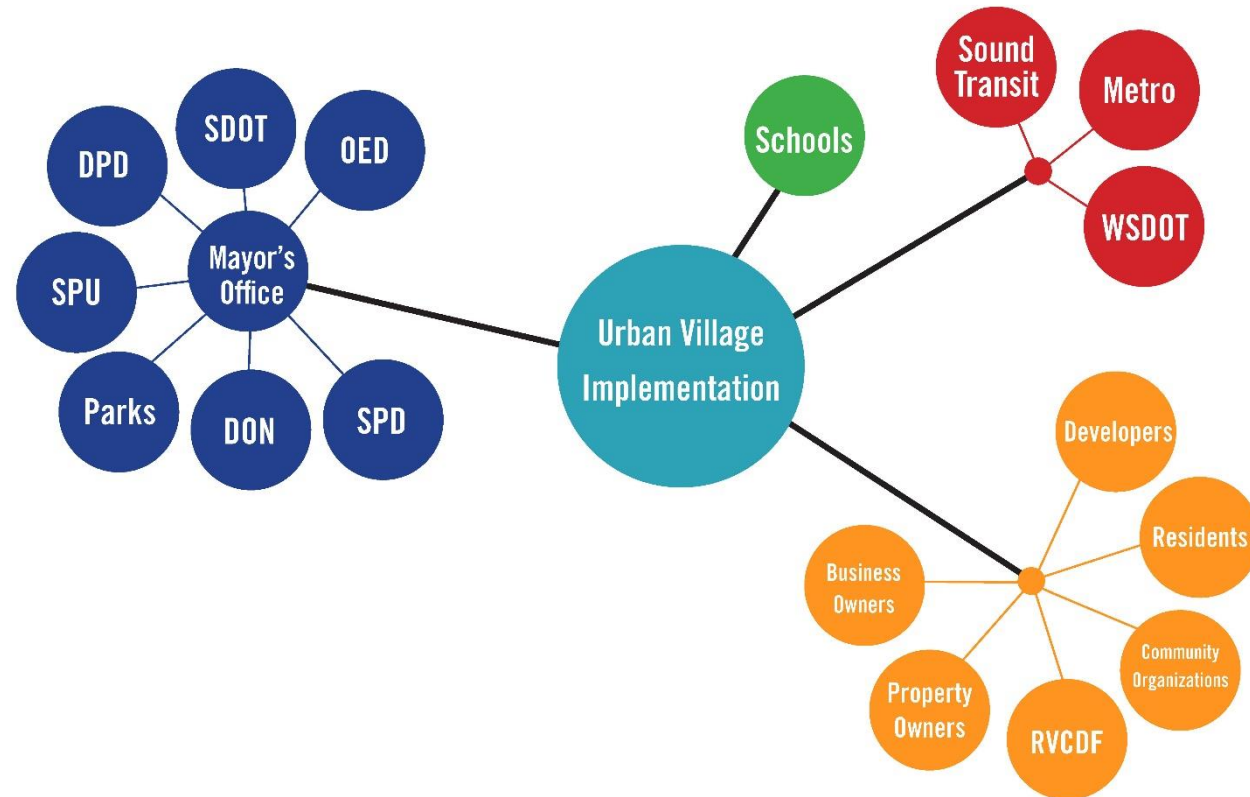 SDOT
OED
DPD
Mayor's
Office
SPU
Parks
DON
SPD
Urban Village
Implementation
Schools
Sound
Transit
Metro
WSDOT
Developers
Residents
Business
Owners
Community
Organizations
Property
Owners
RVCDF